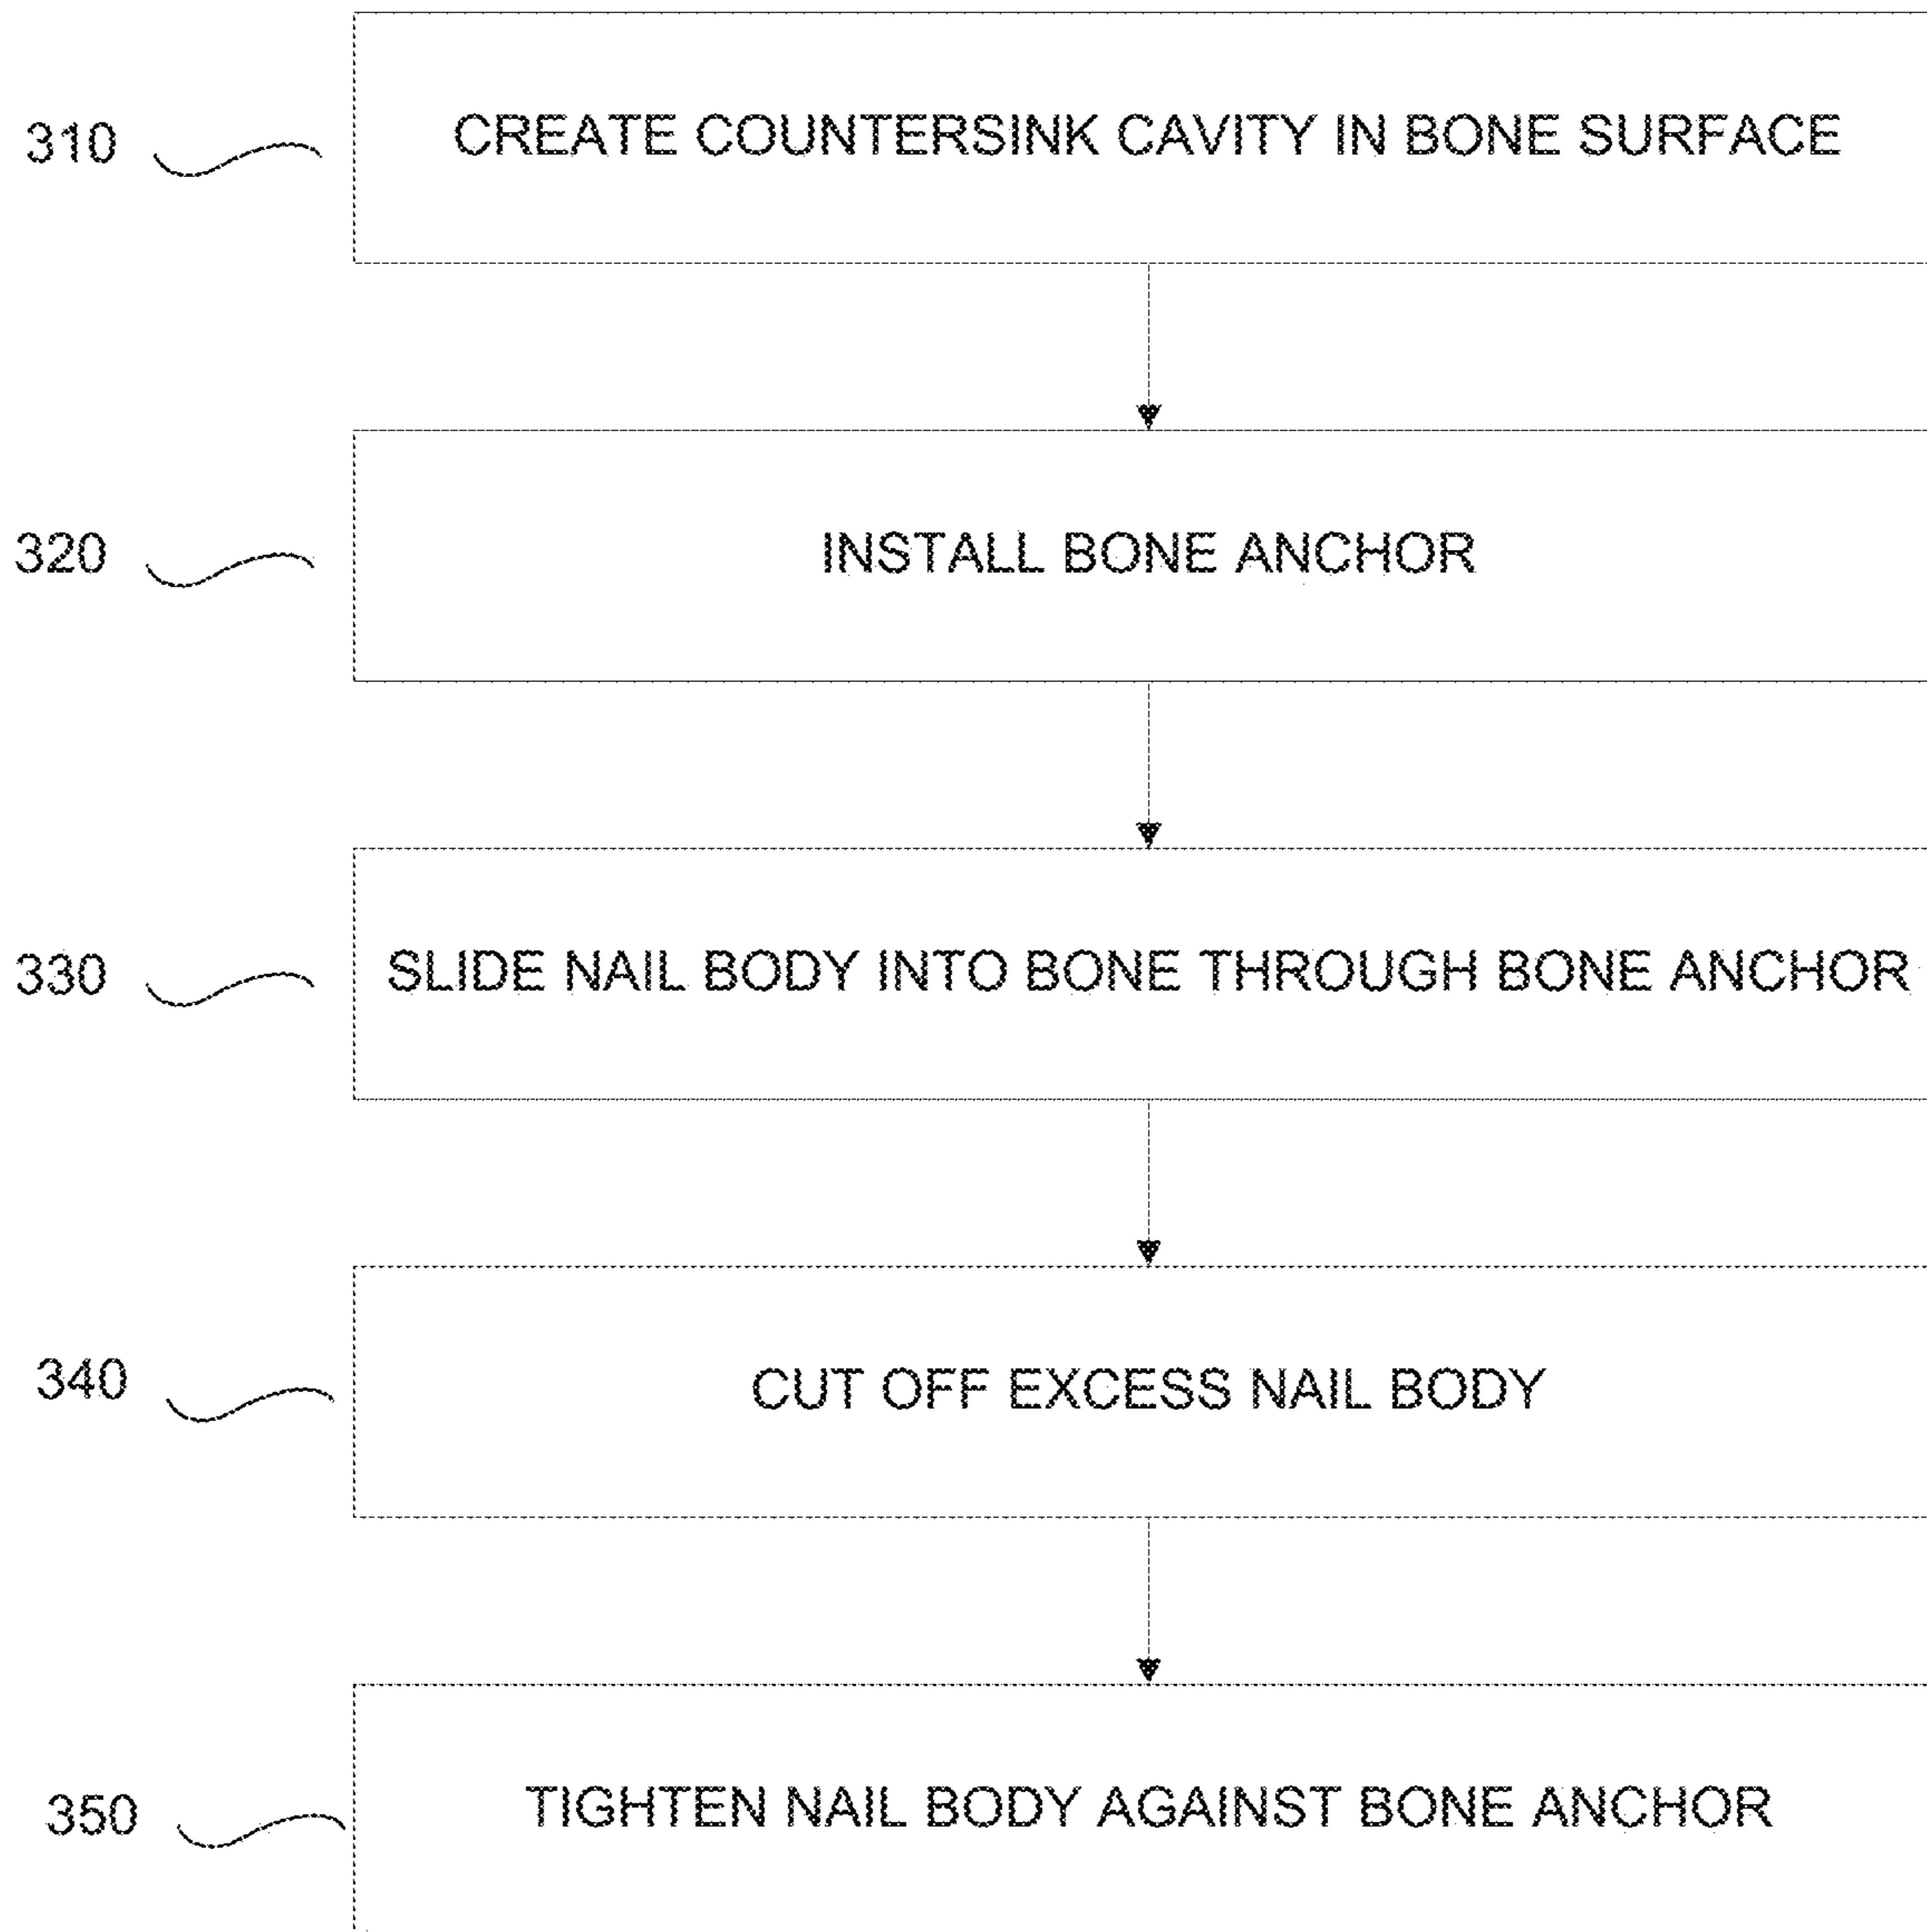 310 CREATE COUNTERSINK CAVITY IN BONE SURFACE
320 INSTALL BONE ANCHOR
330 SLIDE NAIL BODY INTO BONE THROUGH BONE ANCHOR
340 CUT OFF EXCESS NAIL BODY
350 TIGHTEN NAIL BODY AGAINST BONE ANCHOR